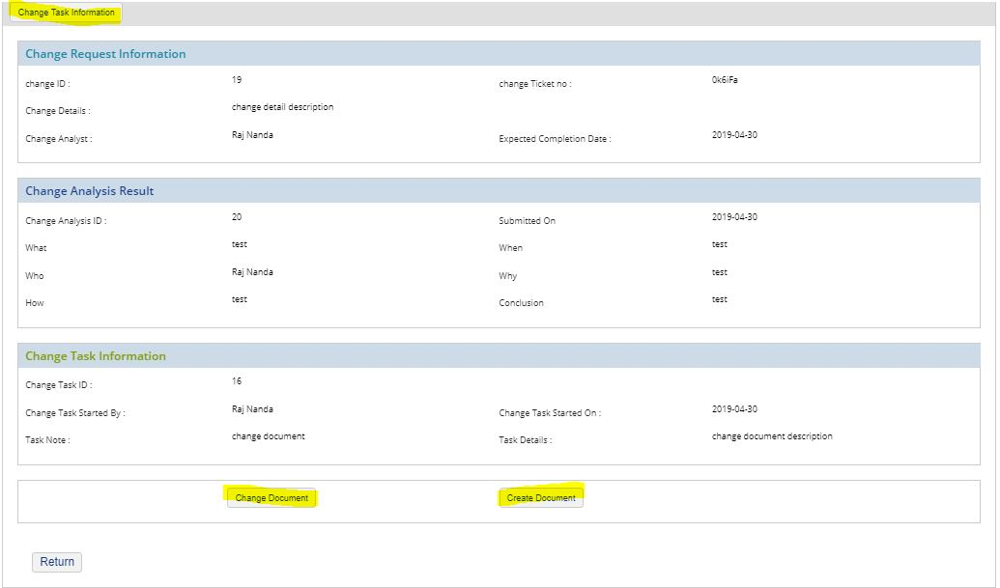 Change Task Information
Change Request Information
change ID : 19 change Ticket no : 0k6iFa
Change Details : change detail description
Change Analyst : Raj Nanda Expected Completion Date : 2019-04-30
Change Analysis Result
Change Analysis ID : 20 Submitted On 2019-04-30
What test When test
Who Raj Nanda Why test
How test Conclusion test
Change Task Information
Change Task ID : 16
Change Task Started By : Raj Nanda Change Task Started On : 2019-04-30
Task Note : change document Task Details : change document description
Change Document Create Document
Return